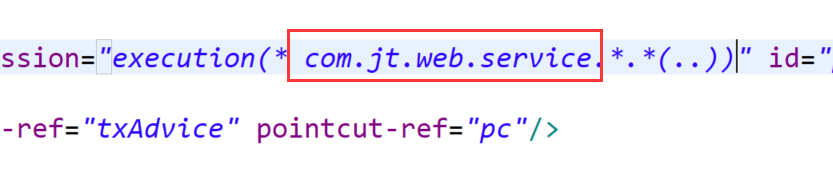 ssion="execution(* com.jt.web.service.*.*(..))" id="
-ref="txAdvice" pointcut-ref="pc"/>